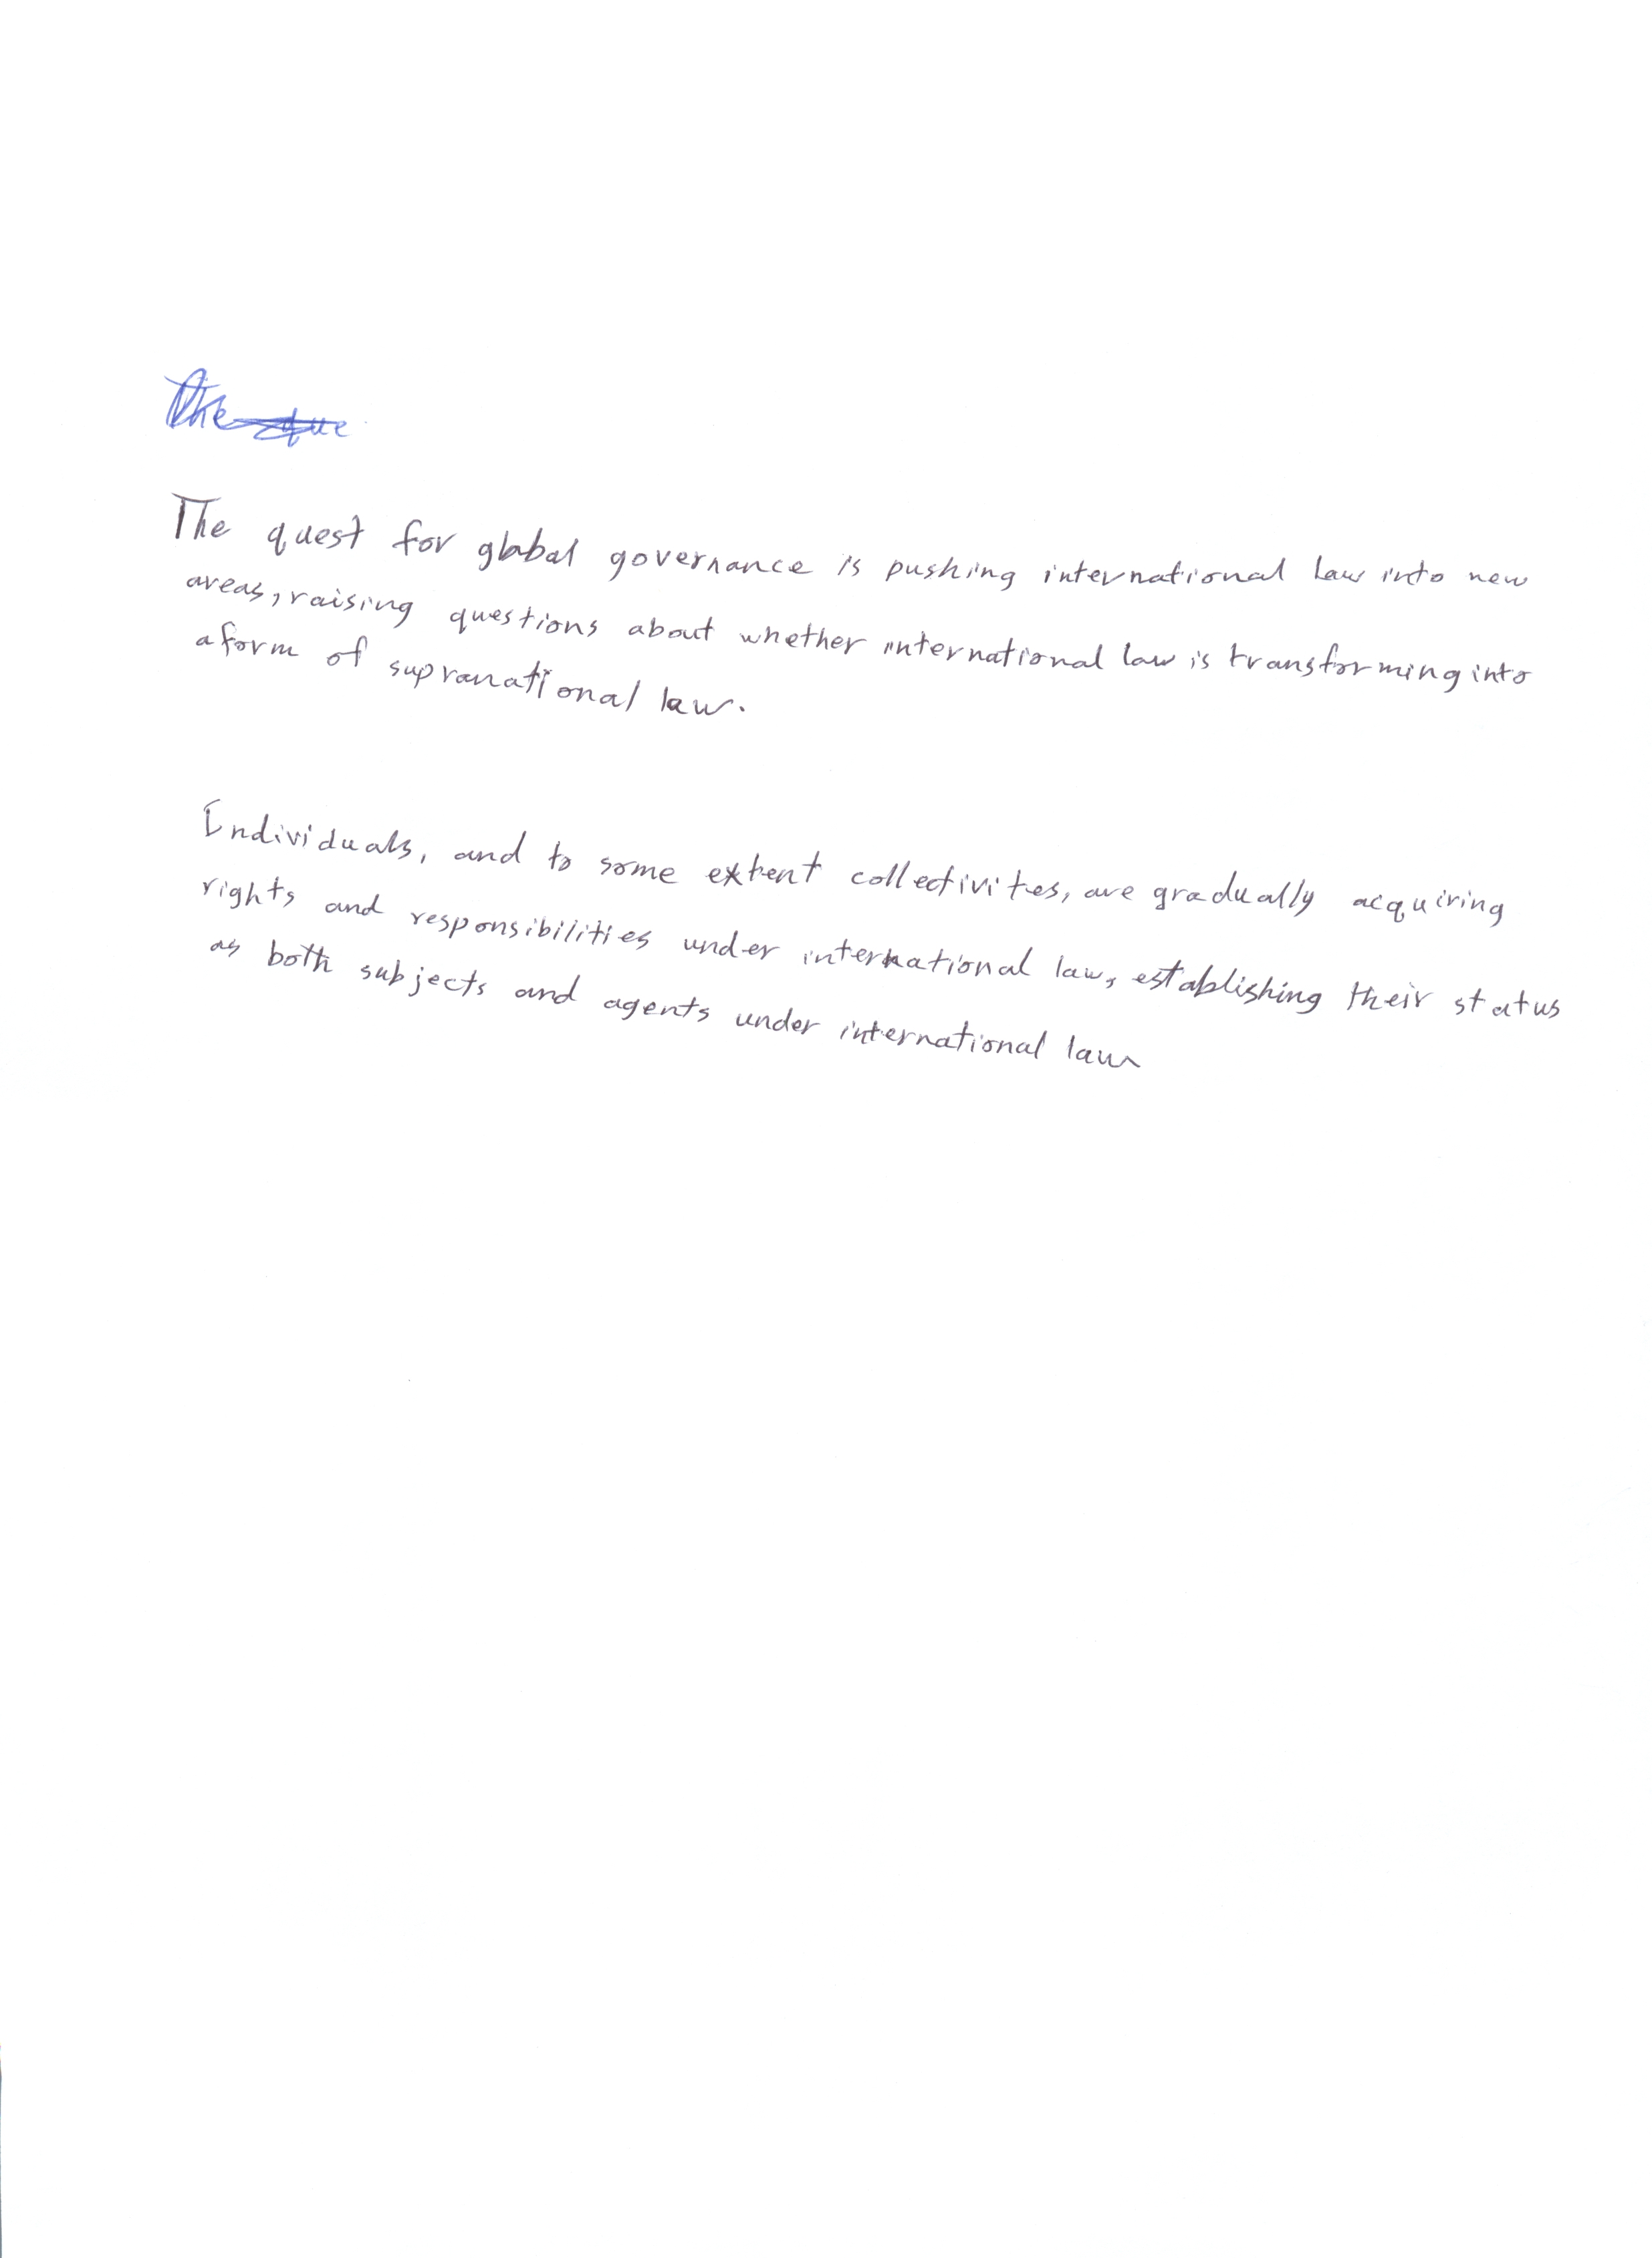 The que
The quest for global governance is pushing international law into new
areas, raising questions about whether international law is transforming into
a form of supranational law.
Individuals, and to some extent collectivities, are gradually acquiring
rights and responsibilities under international law, establishing their status
as both subjects and agents under international law